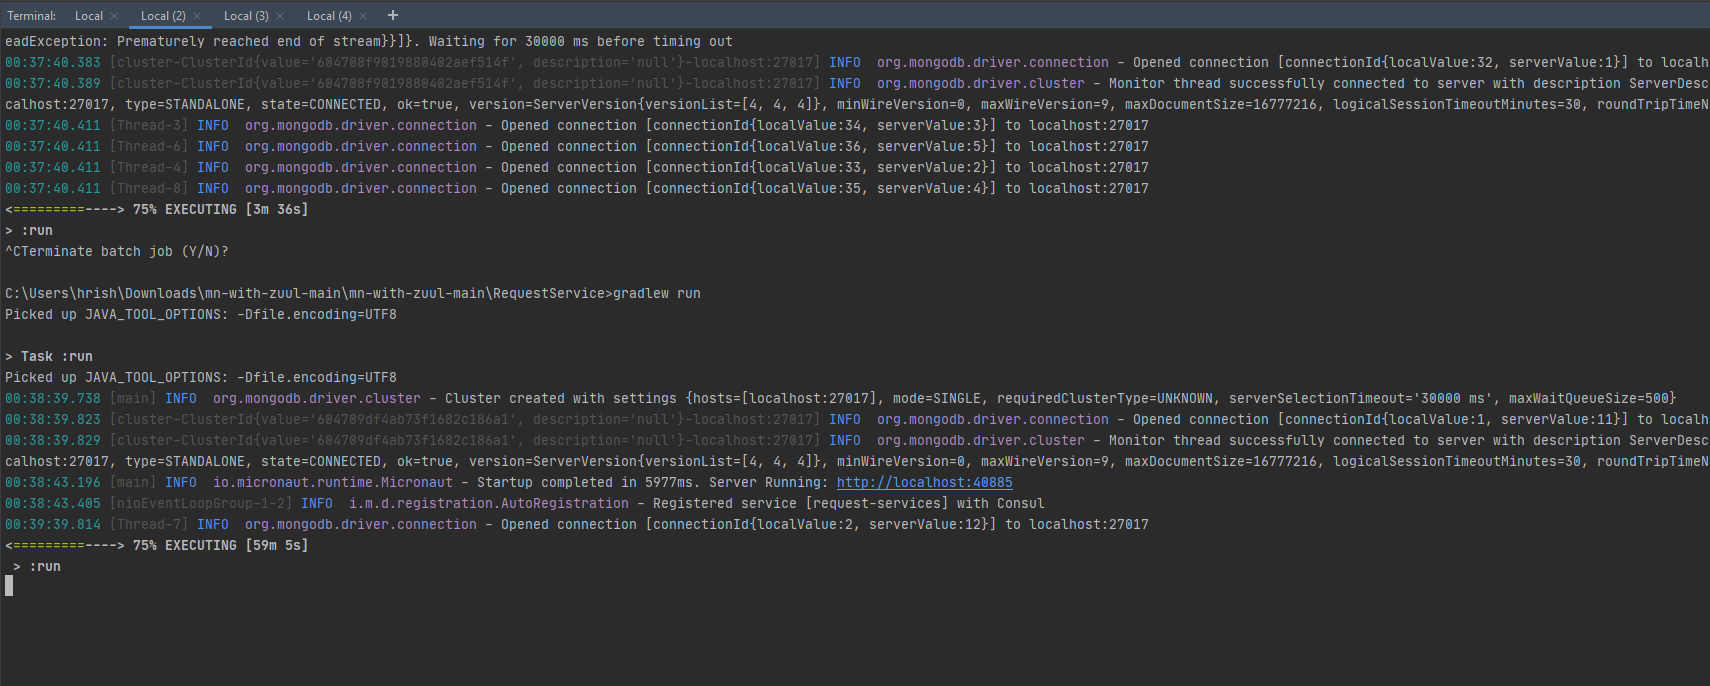 Terminal: Local × Local (2) × Local (3) × Local (4) × +
eadException: Prematurely reached end of stream}}]}. Waiting for 30000 ms before timing out
00:37:40.383 [cluster-ClusterId{value='604708f9019880402aef514f', description='null'}-localhost:27017] INFO  org.mongodb.driver.connection - Opened connection [connectionId{localValue:32, serverValue:1}] to localh
00:37:40.389 [cluster-ClusterId{value='604708f9019880402aef514f', description='null'}-localhost:27017] INFO  org.mongodb.driver.cluster - Monitor thread successfully connected to server with description ServerDesc
calhost:27017, type=STANDALONE, state=CONNECTED, ok=true, version=ServerVersion{versionList=[4, 4, 4]}, minWireVersion=0, maxWireVersion=9, maxDocumentSize=16777216, logicalSessionTimeoutMinutes=30, roundTripTimeN
00:37:40.411 [Thread-3] INFO  org.mongodb.driver.connection - Opened connection [connectionId{localValue:34, serverValue:3}] to localhost:27017
00:37:40.411 [Thread-6] INFO  org.mongodb.driver.connection - Opened connection [connectionId{localValue:36, serverValue:5}] to localhost:27017
00:37:40.411 [Thread-4] INFO  org.mongodb.driver.connection - Opened connection [connectionId{localValue:33, serverValue:2}] to localhost:27017
00:37:40.411 [Thread-8] INFO  org.mongodb.driver.connection - Opened connection [connectionId{localValue:35, serverValue:4}] to localhost:27017
<=========----> 75% EXECUTING [3m 36s]
> :run
^CTerminate batch job (Y/N)?
C:\Users\hrish\Downloads\mn-with-zuul-main\mn-with-zuul-main\RequestService>gradlew run
Picked up JAVA_TOOL_OPTIONS: -Dfile.encoding=UTF8
> Task :run
Picked up JAVA_TOOL_OPTIONS: -Dfile.encoding=UTF8
00:38:39.738 [main] INFO  org.mongodb.driver.cluster - Cluster created with settings {hosts=[localhost:27017], mode=SINGLE, requiredClusterType=UNKNOWN, serverSelectionTimeout='30000 ms', maxWaitQueueSize=500}
00:38:39.823 [cluster-ClusterId{value='604709df4ab73f1682c186a1', description='null'}-localhost:27017] INFO  org.mongodb.driver.connection - Opened connection [connectionId{localValue:1, serverValue:11}] to localh
00:38:39.829 [cluster-ClusterId{value='604709df4ab73f1682c186a1', description='null'}-localhost:27017] INFO  org.mongodb.driver.cluster - Monitor thread successfully connected to server with description ServerDesc
calhost:27017, type=STANDALONE, state=CONNECTED, ok=true, version=ServerVersion{versionList=[4, 4, 4]}, minWireVersion=0, maxWireVersion=9, maxDocumentSize=16777216, logicalSessionTimeoutMinutes=30, roundTripTimeN
00:38:43.196 [main] INFO  io.micronaut.runtime.Micronaut - Startup completed in 5977ms. Server Running: http://localhost:40885
00:38:43.405 [nioEventLoopGroup-1-2] INFO  i.m.d.registration.AutoRegistration - Registered service [request-services] with Consul
00:39:39.814 [Thread-7] INFO  org.mongodb.driver.connection - Opened connection [connectionId{localValue:2, serverValue:12}] to localhost:27017
<=========----> 75% EXECUTING [59m 5s]
> :run